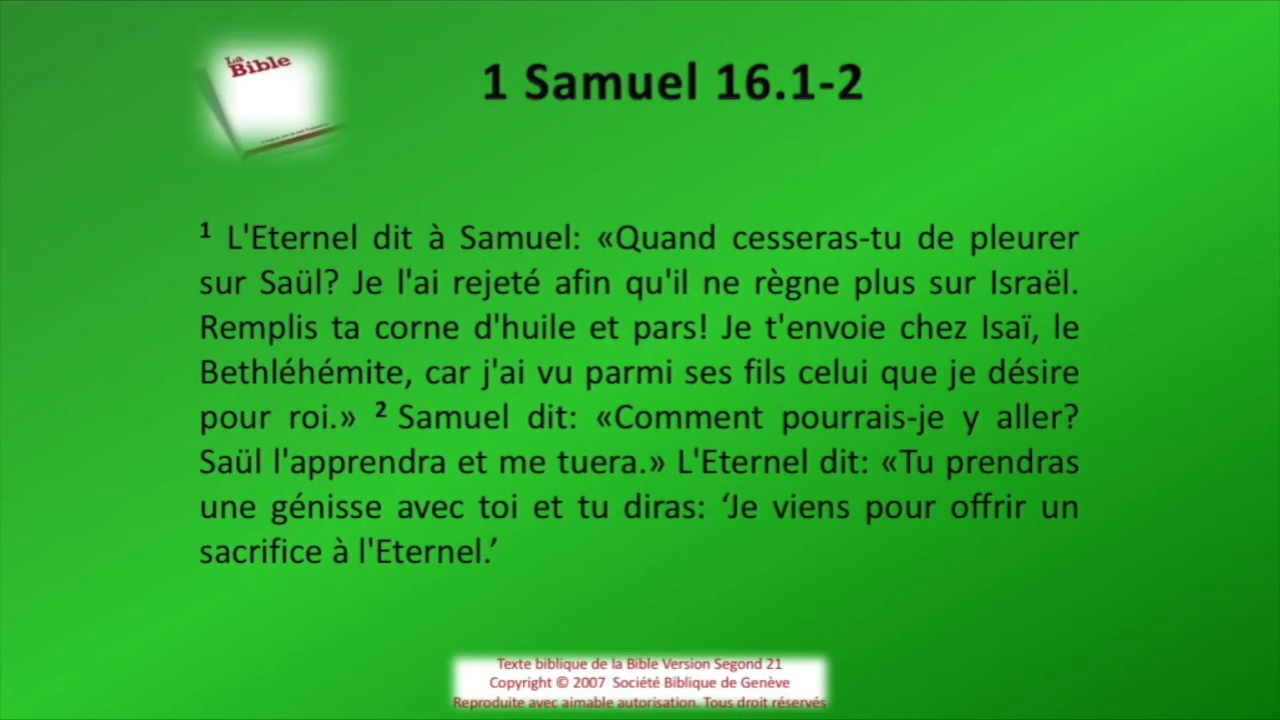 La
Bible
1 Samuel 16.1-2
1 L'Eternel dit à Samuel: «Quand cesseras-tu de pleurer
sur Saül? Je l'ai rejeté afin qu'il ne règne plus sur Israël.
Remplis ta corne d'huile et pars! Je t'envoie chez Isaï, le
Bethléhémite, car j'ai vu parmi ses fils celui que je désire
pour roi.» 2 Samuel dit: «Comment pourrais-je y aller?
Saül l'apprendra et me tuera.» L'Eternel dit: «Tu prendras
une génisse avec toi et tu diras: ‘Je viens pour offrir un
sacrifice à l'Eternel.’
Texte biblique de la Bible Version Segond 21
Copyright © 2007 Société Biblique de Genève
Reproduite avec aimable autorisation. Tous droit réservés